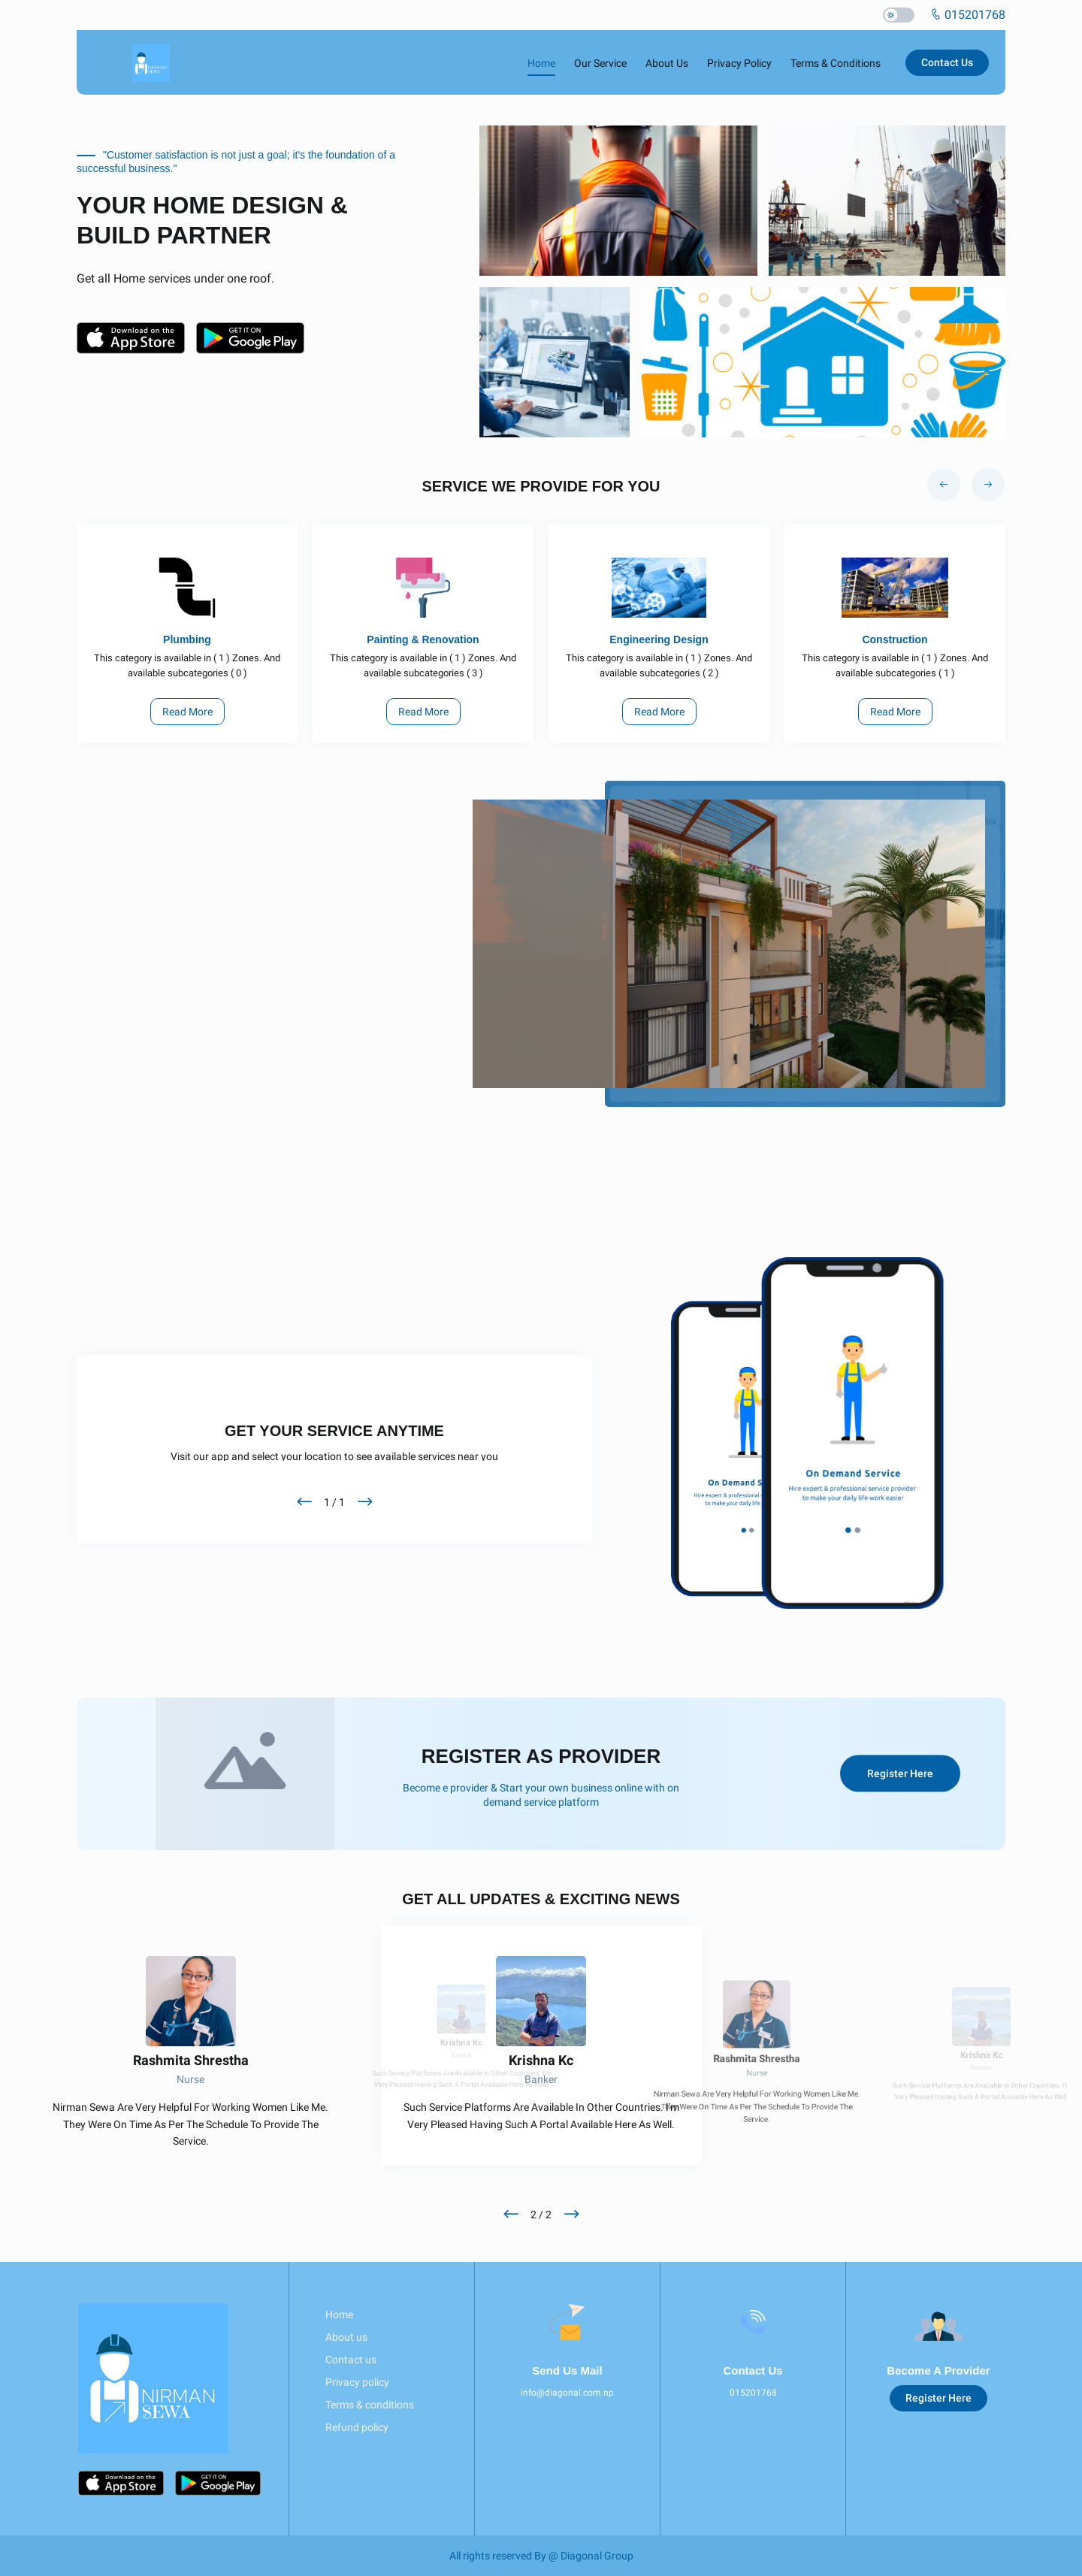 015201768
NIRMAN
SEWA
Home
Our Service
About Us
Privacy Policy
Terms & Conditions
Contact Us
"Customer satisfaction is not just a goal; it's the foundation of a
successful business."
YOUR HOME DESIGN &
BUILD PARTNER
Get all Home services under one roof.
Download on the
App Store
GET IT ON
Google Play
SERVICE WE PROVIDE FOR YOU
Plumbing
This category is available in ( 1 ) Zones. And
available subcategories ( 0 )
Read More
Painting & Renovation
This category is available in ( 1 ) Zones. And
available subcategories ( 3 )
Read More
Engineering Design
This category is available in ( 1 ) Zones. And
available subcategories ( 2 )
Read More
Construction
This category is available in ( 1 ) Zones. And
available subcategories ( 1 )
Read More
GET YOUR SERVICE ANYTIME
Visit our app and select your location to see available services near you
1 / 1
On Demand S
Hire expert & professional
to make your daily life
On Demand Service
Hire expert & professional service provider
to make your daily life work easier
REGISTER AS PROVIDER
Become e provider & Start your own business online with on
demand service platform
Register Here
GET ALL UPDATES & EXCITING NEWS
Rashmita Shrestha
Nurse
Nirman Sewa Are Very Helpful For Working Women Like Me.
They Were On Time As Per The Schedule To Provide The
Service.
Krishna Kc
Banker
Krishna Kc
Banker
Such Service Platforms Are Available In Other Countries. I'm
Very Pleased Having Such A Portal Available Here As Well.
Rashmita Shrestha
Nurse
Nirman Sewa Are Very Helpful For Working Women Like Me.
They Were On Time As Per The Schedule To Provide The
Service.
Krishna Kc
Banker
Such Service Platforms Are Available In Other Countries.
Very Pleased Having Such A Portal Available Here As Well
2 / 2
NIRMAN
SEWA
Download on the
App Store
GET IT ON
Google Play
Home
About us
Contact us
Privacy policy
Terms & conditions
Refund policy
Send Us Mail
info@diagonal.com.np
Contact Us
015201768
Become A Provider
Register Here
All rights reserved By @ Diagonal Group